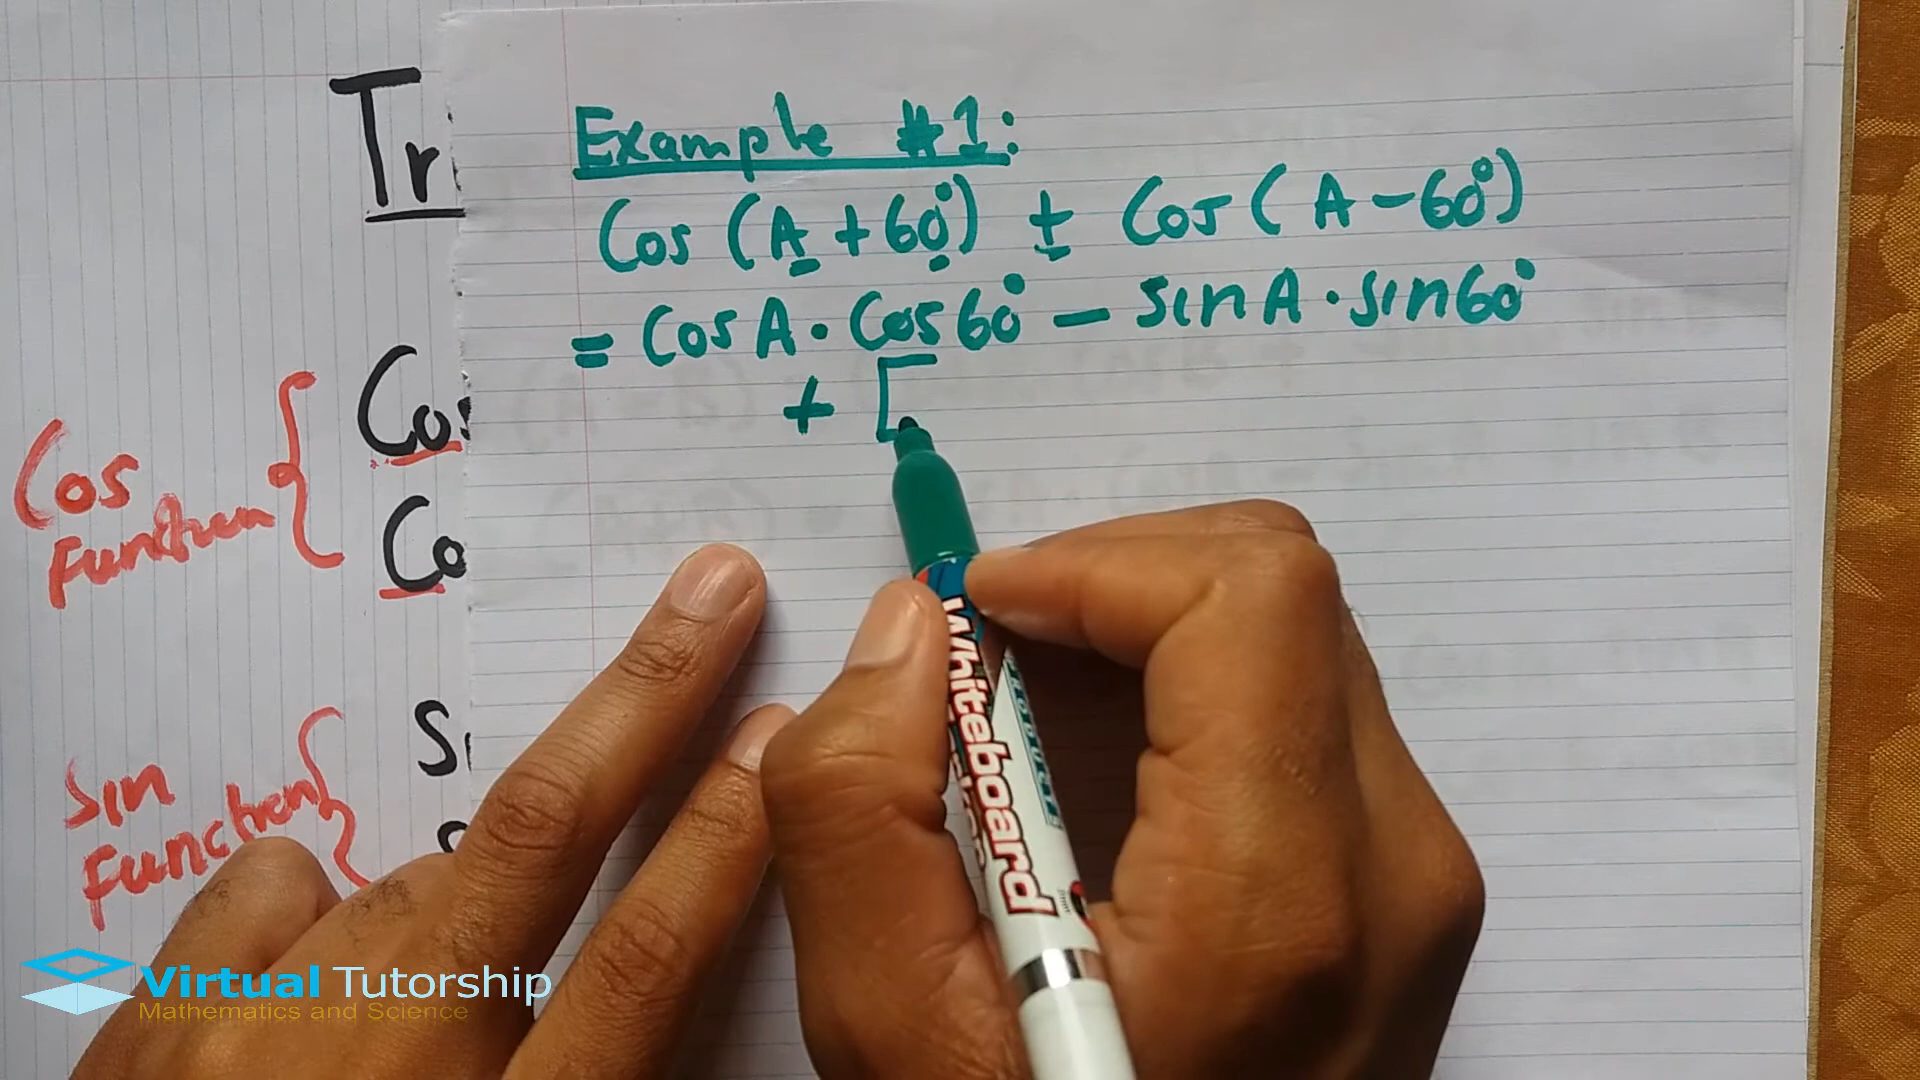 Tr
Example #1:
Cos (A + 60°) ± Cos (A - 60°)
= Cos A · Cos 60° - sin A · sin 60°
+ [
Cos
Function
Cos
Co
sin
Function
Si
Whiteboard
Virtual Tutorship
Mathematics and Science